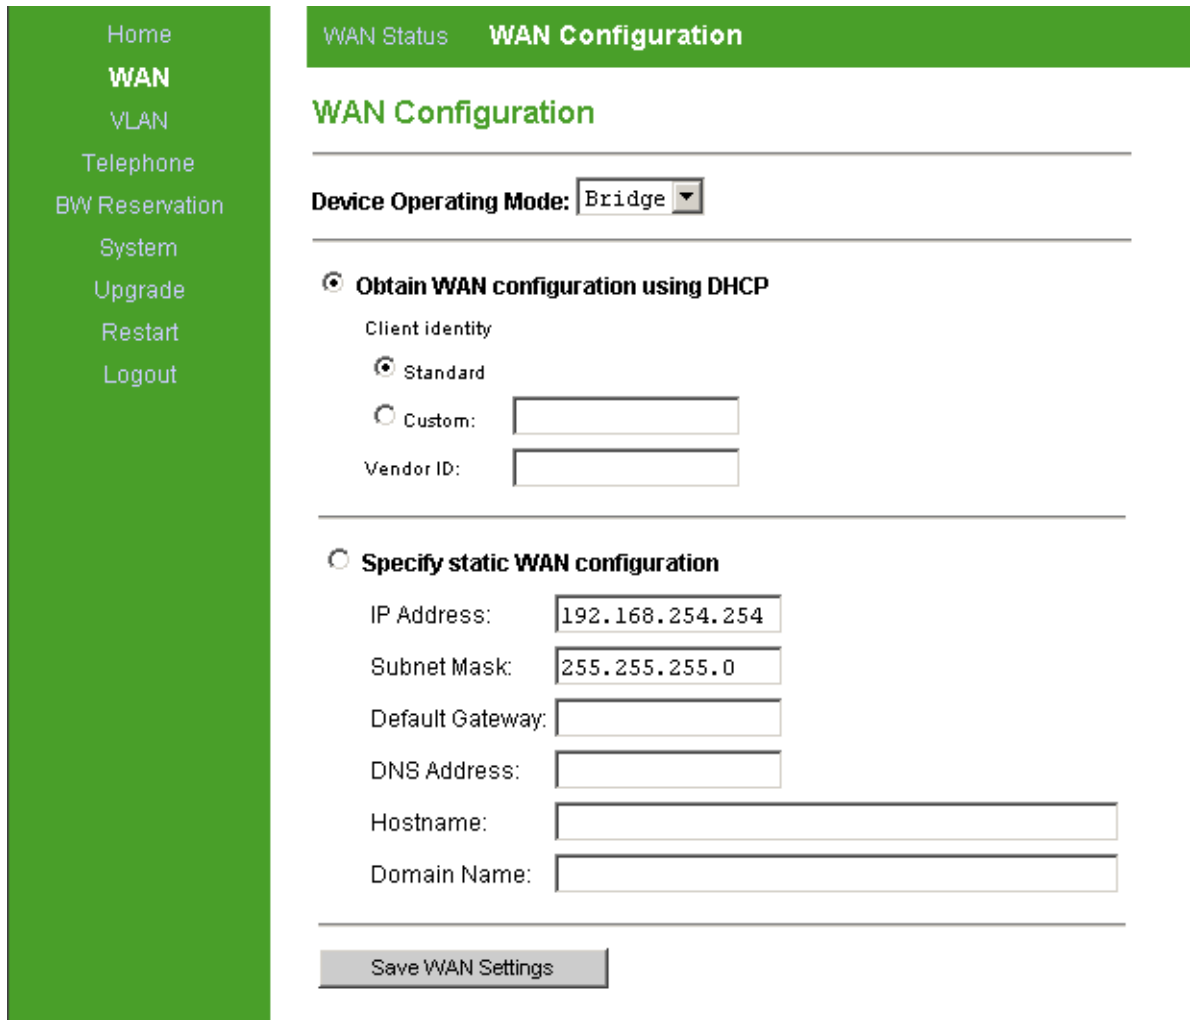 Home
WAN
VLAN
Telephone
BW Reservation
System
Upgrade
Restart
Logout
WAN Status WAN Configuration
WAN Configuration
Device Operating Mode: Bridge
Obtain WAN configuration using DHCP
Client identity
Standard
Custom:
Vendor ID:
Specify static WAN configuration
IP Address: 192.168.254.254
Subnet Mask: 255.255.255.0
Default Gateway:
DNS Address:
Hostname:
Domain Name:
Save WAN Settings